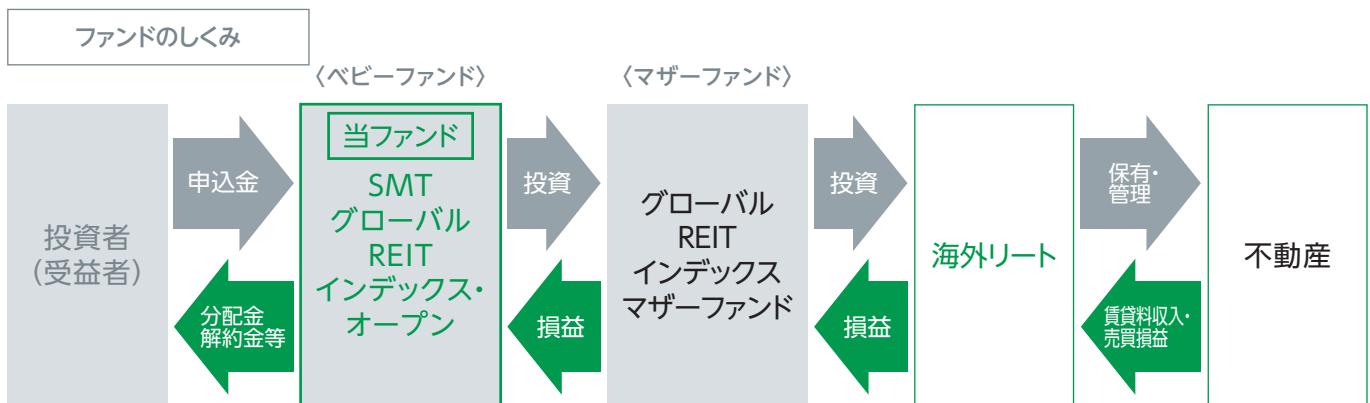 ファンドのしくみ
〈ベビーファンド〉
〈マザーファンド〉
投資者
(受益者)
申込金
分配金
解約金等
当ファンド
SMT
グローバル
REIT
インデックス・
オープン
投資
損益
グローバル
REIT
インデックス
マザーファンド
投資
損益
海外リート
保有・
管理
賃貸料収入・
売買損益
不動産